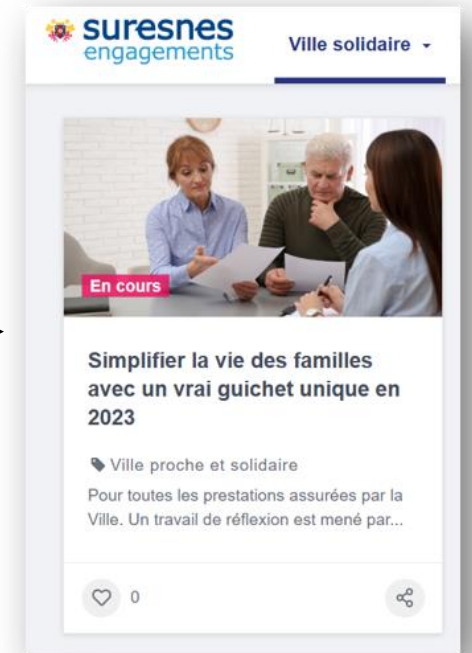 suresnes
engagements
Ville solidaire
En cours
Simplifier la vie des familles
avec un vrai guichet unique en
2023
Ville proche et solidaire
Pour toutes les prestations assurées par la
Ville. Un travail de réflexion est mené par...
0